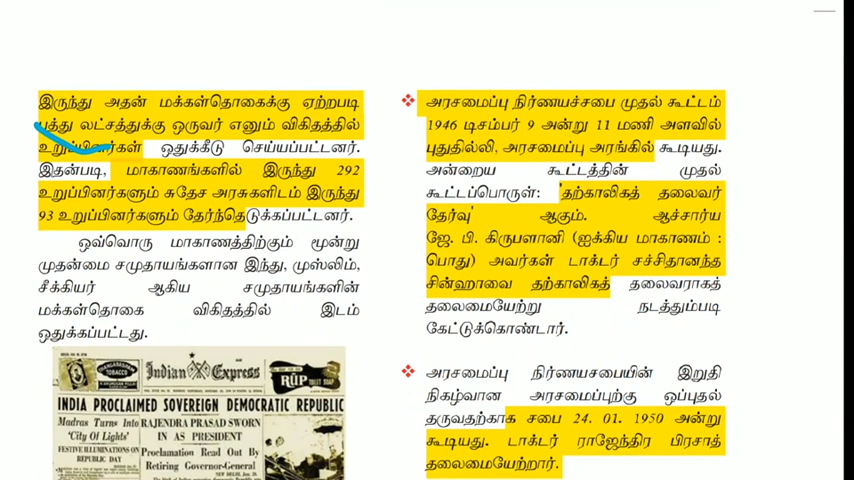 இருந்து அதன் மக்கள்தொகைக்கு ஏற்றபடி
பத்து லட்சத்துக்கு ஒருவர் எனும் விகிதத்தில்
உறுப்பினர்கள் ஒதுக்கீடு செய்யப்பட்டனர்.
இதன்படி, மாகாணங்களில் இருந்து 292
உறுப்பினர்களும் சுதேச அரசுகளிடம் இருந்து
93 உறுப்பினர்களும் தேர்ந்தெடுக்கப்பட்டனர்.
ஒவ்வொரு மாகாணத்திற்கும் மூன்று
முதன்மை சமுதாயங்களான இந்து, முஸ்லிம்,
சீக்கியர் ஆகிய சமுதாயங்களின்
மக்கள்தொகை விகிதத்தில் இடம்
ஒதுக்கப்பட்டது.
Indian Express
RUP
INDIA PROCLAIMED SOVEREIGN DEMOCRATIC REPUBLIC
Madras Turns Into
'City Of Lights'
FESTIVE ILLUMINATIONS ON
REPUBLIC DAY
RAJENDRA PRASAD SWORN
IN AS PRESIDENT
Proclamation Read Out By
Retiring Governor-General
அரசமைப்பு நிர்ணயச்சபை முதல் கூட்டம்
1946 டிசம்பர் 9 அன்று 11 மணி அளவில்
புதுதில்லி, அரசமைப்பு அரங்கில் கூடியது.
அன்றைய கூட்டத்தின் முதல்
கூட்டப்பொருள்: 'தற்காலிகத் தலைவர்
தேர்வு' ஆகும். ஆச்சார்ய
ஜே. பி. கிருபளானி (ஐக்கிய மாகாணம் :
பொது) அவர்கள் டாக்டர் சச்சிதானந்த
சின்ஹாவை தற்காலிகத் தலைவராகத்
தலைமையேற்று நடத்தும்படி
கேட்டுக்கொண்டார்.
அரசமைப்பு நிர்ணயசபையின் இறுதி
நிகழ்வான அரசமைப்புற்கு ஒப்புதல்
தருவதற்காக சபை 24. 01. 1950 அன்று
கூடியது. டாக்டர் ராஜேந்திர பிரசாத்
தலைமையேற்றார்.